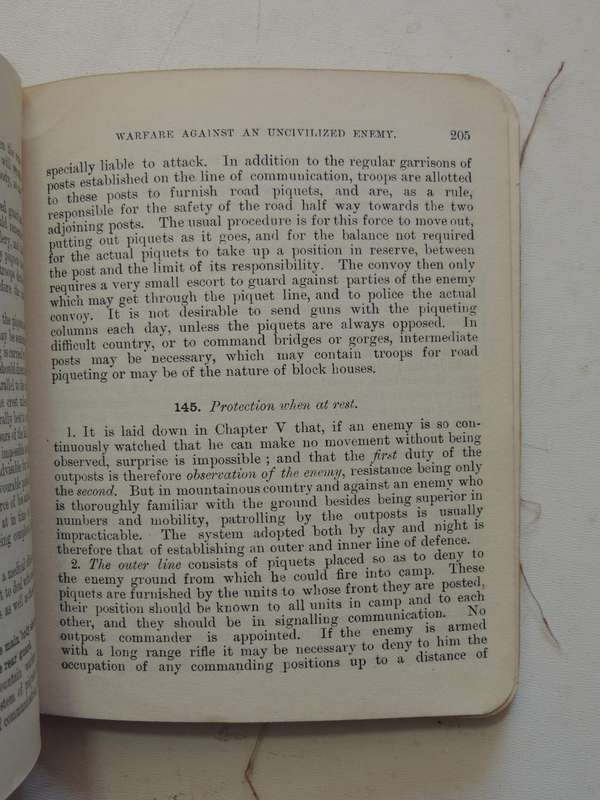 WARFARE AGAINST AN UNCIVILIZED ENEMY. 205
specially liable to attack. In addition to the regular garrisons of
posts established on the line of communication, troops are allotted
to these posts to furnish road piquets, and are, as a rule,
responsible for the safety of the road half way towards the two
adjoining posts. The usual procedure is for this force to move out,
putting out piquets as it goes, and for the balance not required
for the actual piquets to take up a position in reserve, between
the post and the limit of its responsibility. The convoy then only
requires a very small escort to guard against parties of the enemy
which may get through the piquet line, and to police the actual
convoy. It is not desirable to send guns with the piqueting
columns each day, unless the piquets are always opposed. In
difficult country, or to command bridges or gorges, intermediate
posts may be necessary, which may contain troops for road
piqueting or may be of the nature of block houses.
145. Protection when at rest.
1. It is laid down in Chapter V that, if an enemy is so con-
tinuously watched that he can make no movement without being
observed, surprise is impossible ; and that the first duty of the
outposts is therefore observation of the enemy, resistance being only
the second. But in mountainous country and against an enemy who
is thoroughly familiar with the ground besides being superior in
numbers and mobility, patrolling by the outposts is usually
impracticable. The system adopted both by day and night is
therefore that of establishing an outer and inner line of defence.
2. The outer line consists of piquets placed so as to deny to
the enemy ground from which he could fire into camp. These
piquets are furnished by the units to whose front they are posted,
their position should be known to all units in camp and to each
other, and they should be in signalling communication. No
outpost commander is appointed. If the enemy is armed
with a long range rifle it may be necessary to deny to him the
occupation of any commanding positions up to a distance of